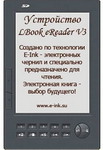 Устройство
LBook eReader V3
Создано по технологии
E-Ink - электронных
чернил и специально
предназначено для
чтения.
Электронная книга -
выбор будущего!
www.e-ink.su